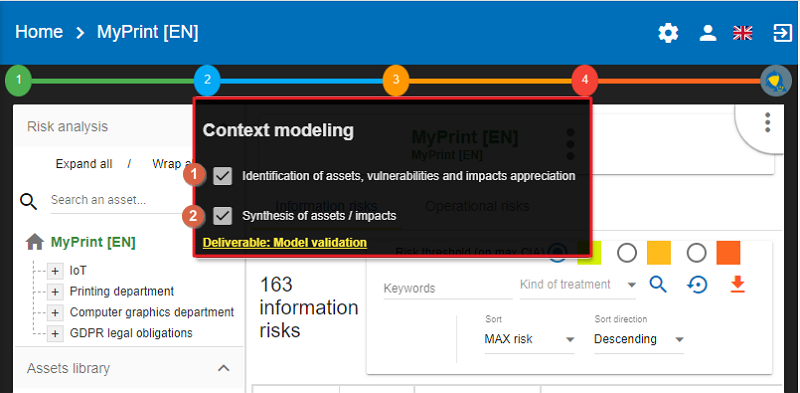 Home > MyPrint [EN]
1 2 3 4
Risk analysis
Expand all / Wrap a
Search an asset...
MyPrint [EN]
+ IoT
+ Printing department
+ Computer graphics department
+ GDPR legal obligations
Assets library
Context modeling
MyPrint [EN]
MyPrint [EN]
1 Identification of assets, vulnerabilities and impacts appreciation
Information risks Operational risks
2 Synthesis of assets / impacts
Deliverable: Model validation
Risk threshold (on max CIA)
163
information
risks
Keywords
Kind of treatment
Sort
MAX risk
Sort direction
Descending